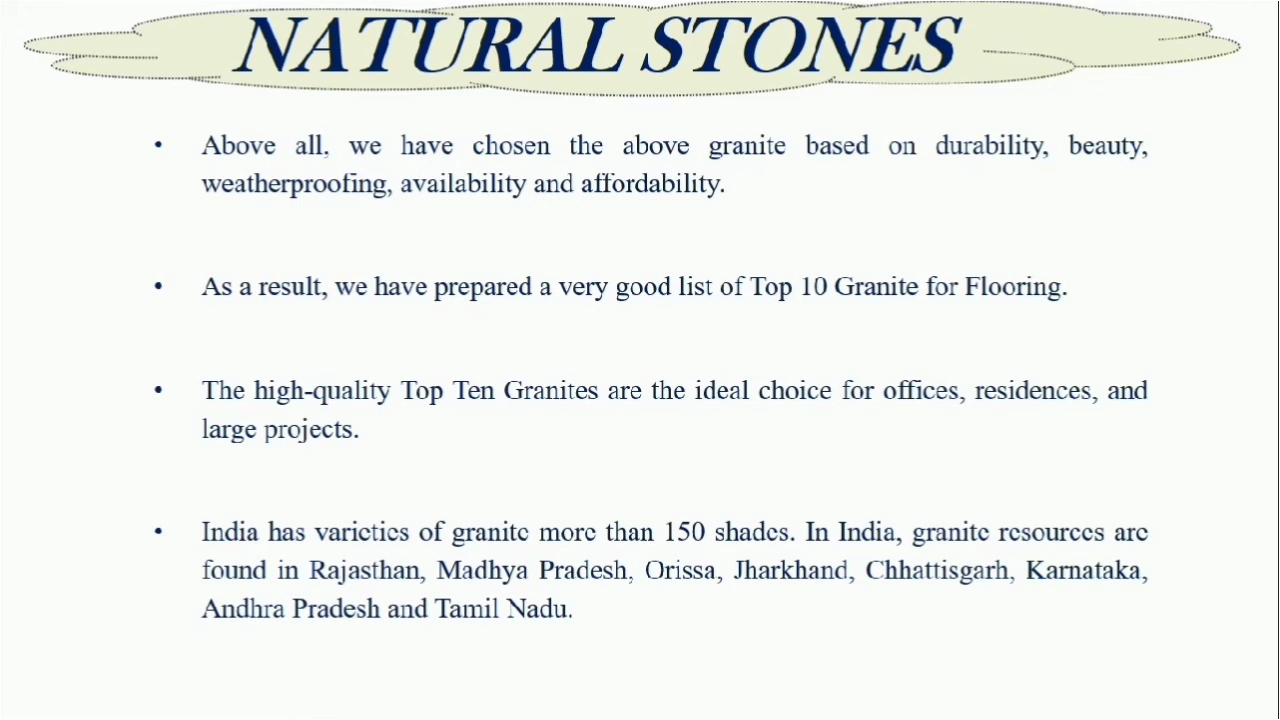 NATURAL STONES
• Above all, we have chosen the above granite based on durability, beauty,
weatherproofing, availability and affordability.
• As a result, we have prepared a very good list of Top 10 Granite for Flooring.
• The high-quality Top Ten Granites are the ideal choice for offices, residences, and
large projects.
• India has varieties of granite more than 150 shades. In India, granite resources are
found in Rajasthan, Madhya Pradesh, Orissa, Jharkhand, Chhattisgarh, Karnataka,
Andhra Pradesh and Tamil Nadu.